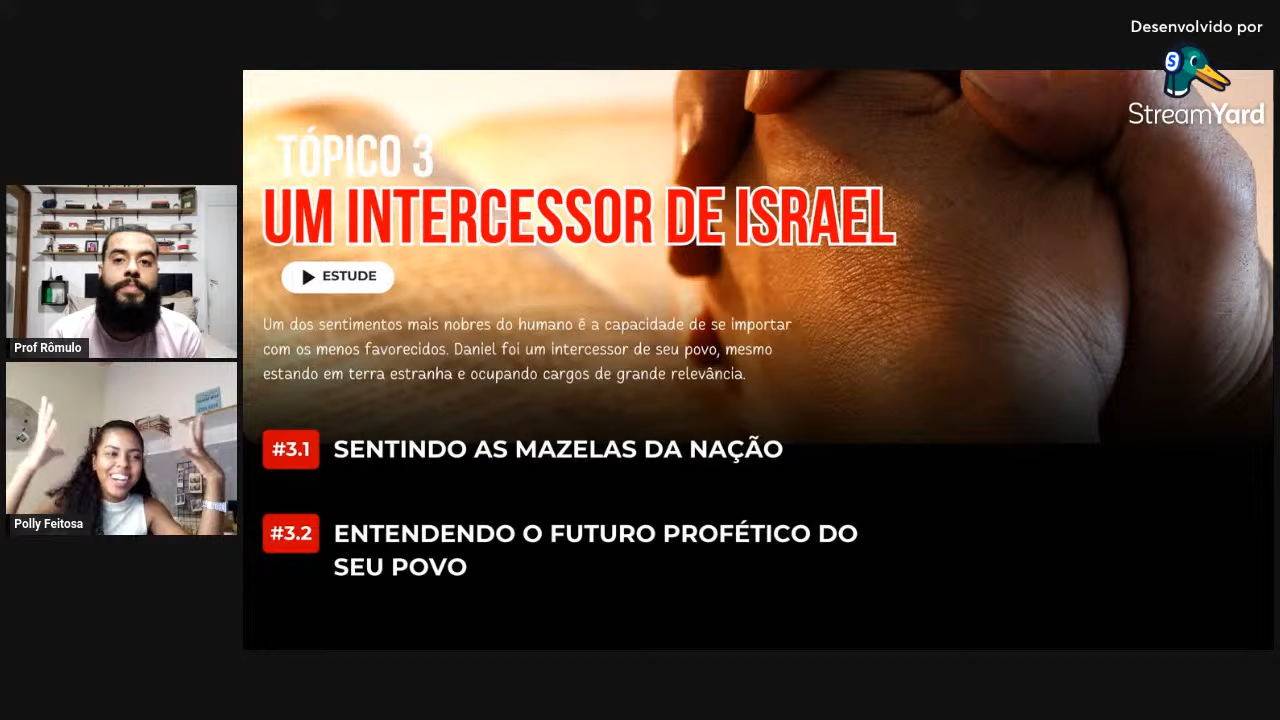 Desenvolvido por
StreamYard
TÓPICO 3
UM INTERCESSOR DE ISRAEL
ESTUDE
Um dos sentimentos mais nobres do humano é a capacidade de se importar
com os menos favorecidos. Daniel foi um intercessor de seu povo, mesmo
estando em terra estranha e ocupando cargos de grande relevância.
#3.1 SENTINDO AS MAZELAS DA NAÇÃO
#3.2 ENTENDENDO O FUTURO PROFÉTICO DO
SEU POVO
Prof Rômulo
Polly Feitosa